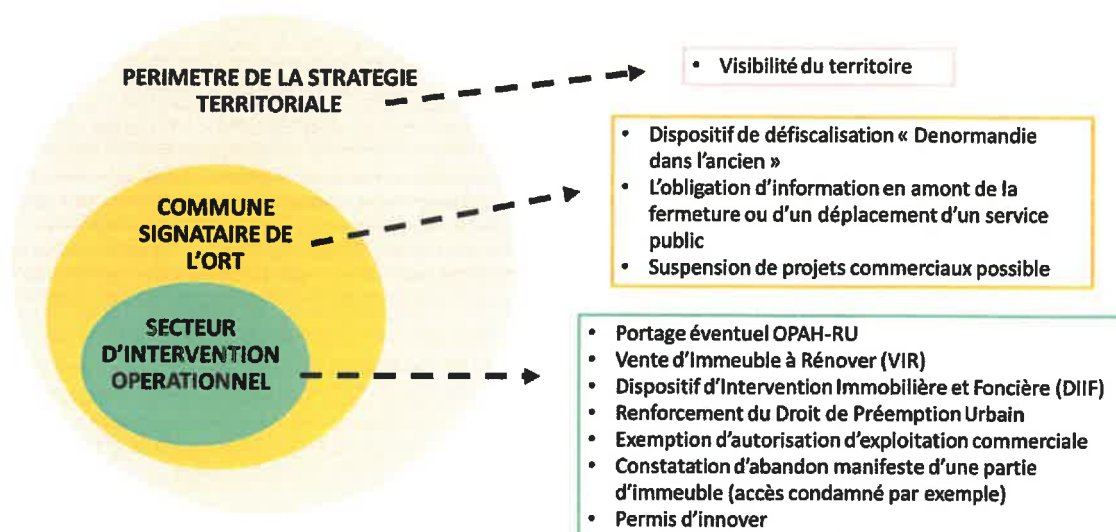 PERIMETRE DE LA STRATEGIE
TERRITORIALE
• Visibilité du territoire
COMMUNE
SIGNATAIRE DE
L'ORT
• Dispositif de défiscalisation « Denormandie
dans l'ancien »
• L'obligation d'information en amont de la
fermeture ou d'un déplacement d'un service
public
• Suspension de projets commerciaux possible
SECTEUR
D'INTERVENTION
OPERATIONNEL
• Portage éventuel OPAH-RU
• Vente d'Immeuble à Rénover (VIR)
• Dispositif d'Intervention Immobilière et Foncière (DIIF)
• Renforcement du Droit de Préemption Urbain
• Exemption d'autorisation d'exploitation commerciale
• Constatation d'abandon manifeste d'une partie
d'immeuble (accès condamné par exemple)
• Permis d'innover